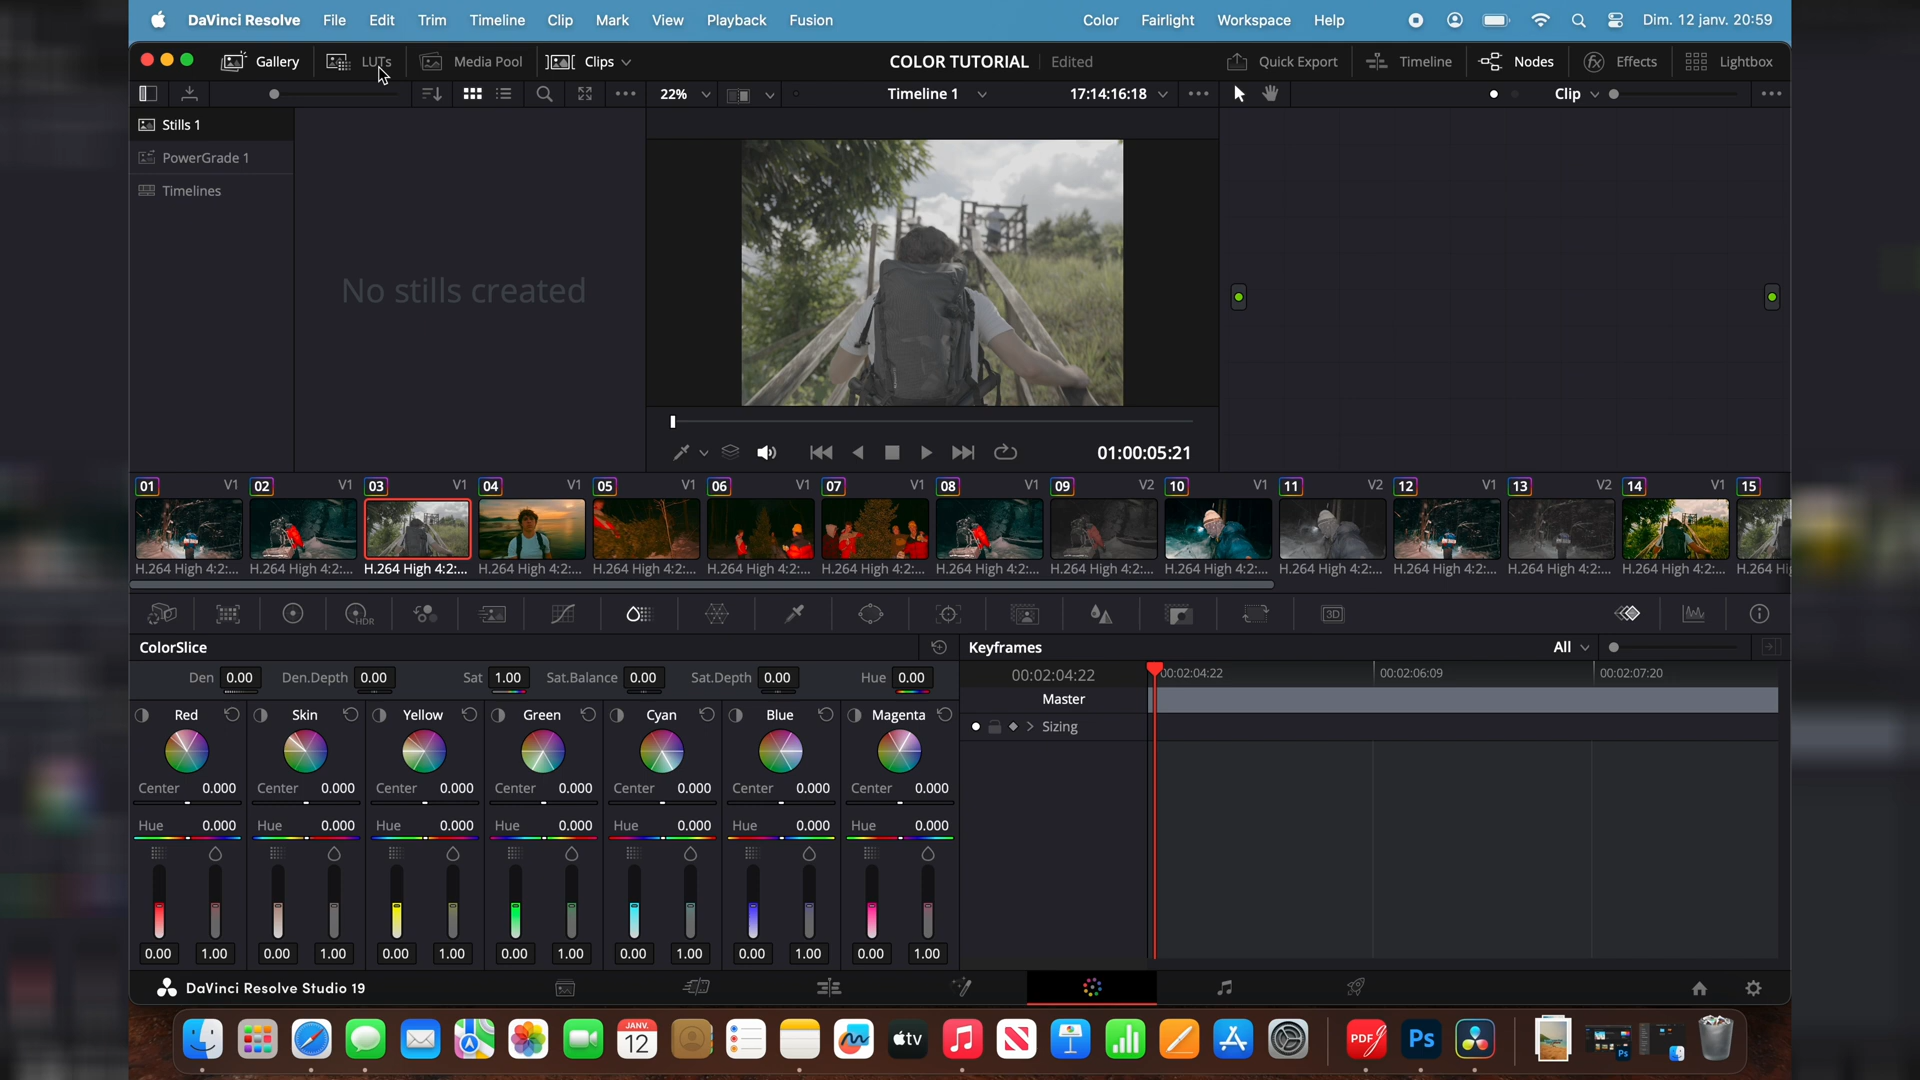 DaVinci Resolve File Edit Trim Timeline Clip Mark View Playback Fusion Color Fairlight Workspace Help Dim. 12 janv. 20:59
Gallery LUTs Media Pool Clips COLOR TUTORIAL Edited Quick Export Timeline Nodes Effects Lightbox
22% Timeline 1 17:14:16:18 Clip
Stills 1
PowerGrade 1
Timelines
No stills created
01:00:05:21
01 V1 02 V1 03 V1 04 V1 05 V1 06 V1 07 V1 08 V1 09 V2 10 V1 11 V2 12 V1 13 V2 14 V1 15
H.264 High 4:2:... H.264 High 4:2:... H.264 High 4:2:... H.264 High 4:2:... H.264 High 4:2:... H.264 High 4:2:... H.264 High 4:2:... H.264 High 4:2:... H.264 High 4:2:... H.264 High 4:2:... H.264 High 4:2:... H.264 High 4:2:... H.264 High 4:2:... H.264 High 4:2:... H.264 Hi
HDR 3D
ColorSlice Keyframes All
Den 0.00 Den.Depth 0.00 Sat 1.00 Sat.Balance 0.00 Sat.Depth 0.00 Hue 0.00 00:02:04:22 00:02:04:22 00:02:06:09 00:02:07:20
Master
Red Skin Yellow Green Cyan Blue Magenta Sizing
Center 0.000 Center 0.000 Center 0.000 Center 0.000 Center 0.000 Center 0.000 Center 0.000
Hue 0.000 Hue 0.000 Hue 0.000 Hue 0.000 Hue 0.000 Hue 0.000 Hue 0.000
0.00 1.00 0.00 1.00 0.00 1.00 0.00 1.00 0.00 1.00 0.00 1.00 0.00 1.00
DaVinci Resolve Studio 19
JANV.
12
tv
PDF
Ps
Ps